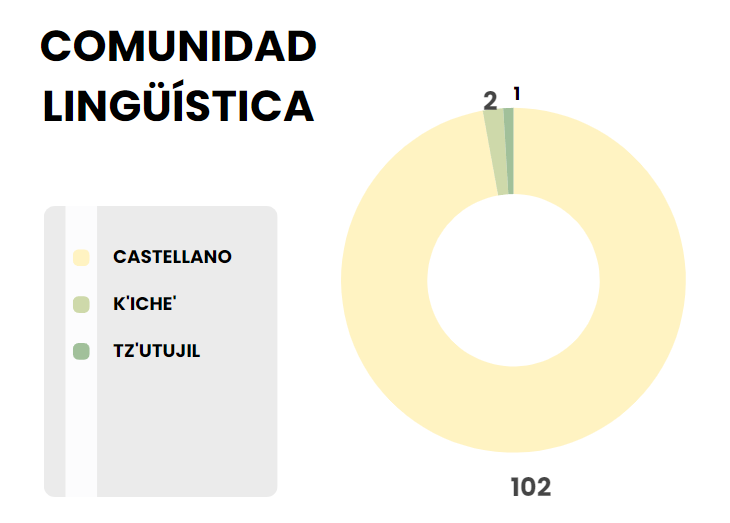 COMUNIDAD
LINGÜÍSTICA
2
1
CASTELLANO
K'ICHE'
TZ'UTUJIL
102